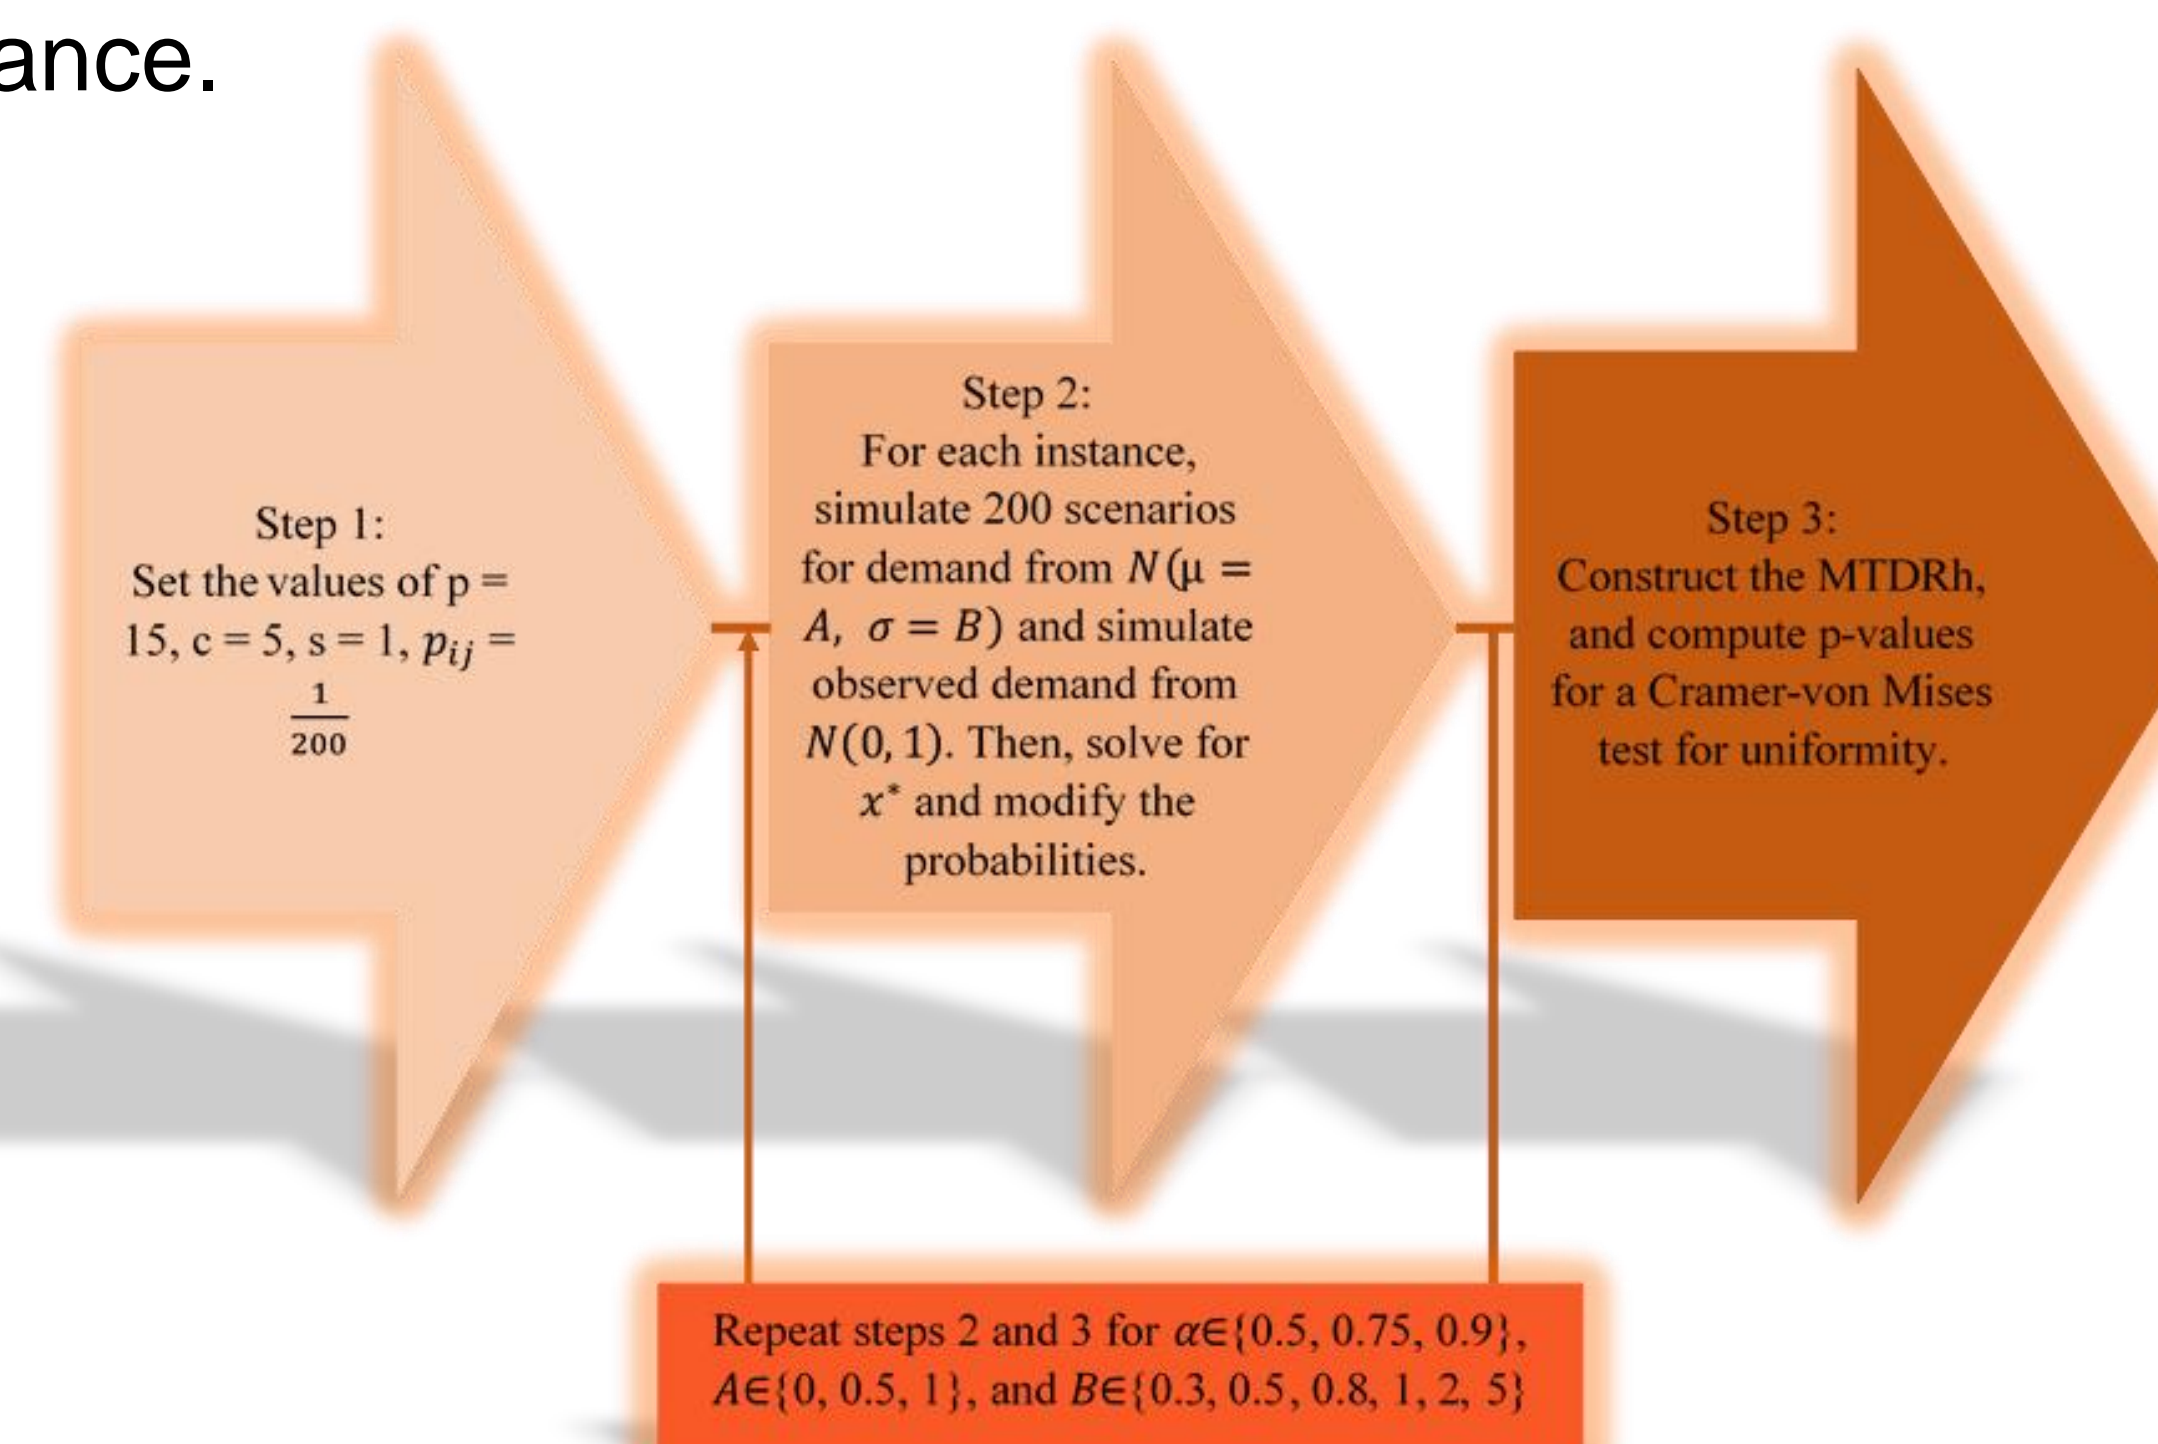 ance.
Step 1:
Set the values of p =
15, c = 5, s = 1, p_{ij} =
1
200
Step 2:
For each instance,
simulate 200 scenarios
for demand from N(μ =
A, σ = B) and simulate
observed demand from
N(0, 1). Then, solve for
x* and modify the
probabilities.
Step 3:
Construct the MTDRh,
and compute p-values
for a Cramer-von Mises
test for uniformity.
Repeat steps 2 and 3 for α∈{0.5, 0.75, 0.9},
A∈{0, 0.5, 1}, and B∈{0.3, 0.5, 0.8, 1, 2, 5}